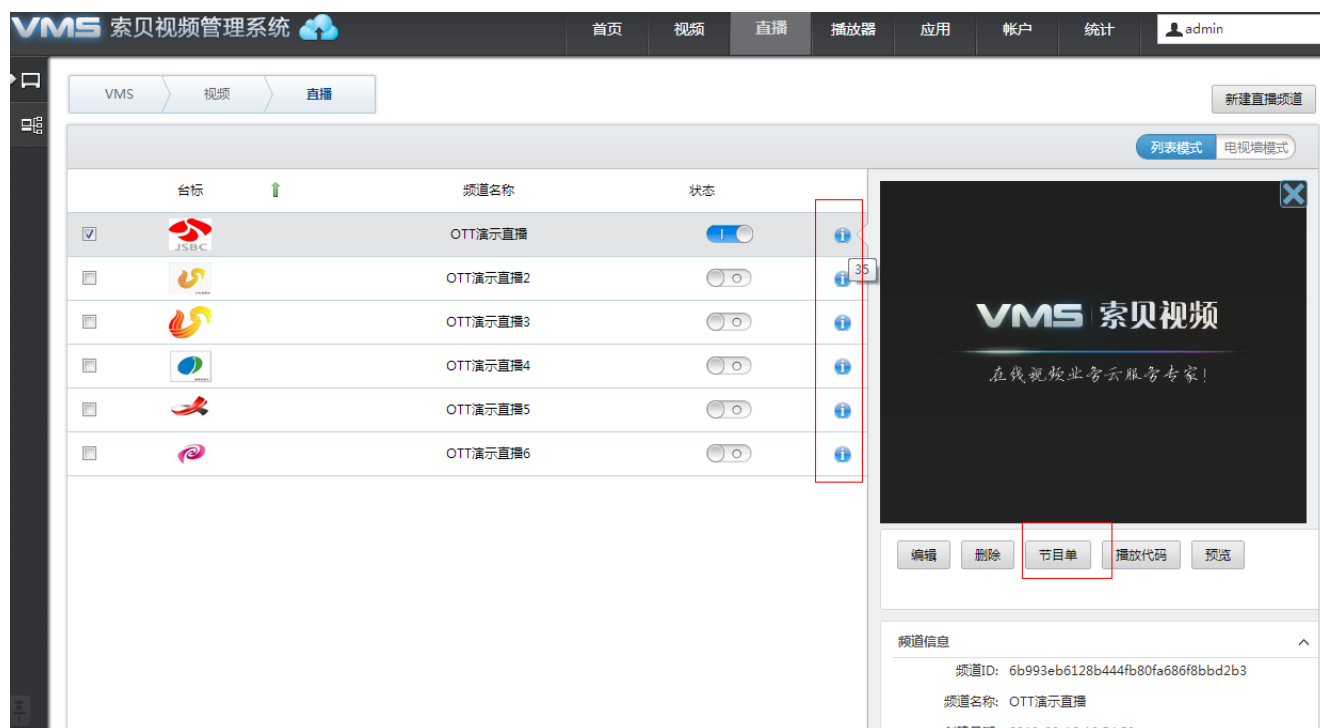 VMS 索贝视频管理系统
首页 视频 直播 播放器 应用 帐户 统计 admin
VMS 视频 直播
新建直播频道
列表模式 电视墙模式
台标 频道名称 状态
JSBC OTT演示直播
35
OTT演示直播2
OTT演示直播3
OTT演示直播4
OTT演示直播5
OTT演示直播6
VMS 索贝视频
在线视频业务云服务专家!
编辑 删除 节目单 播放代码 预览
频道信息
频道ID: 6b993eb6128b444fb80fa686f8bbd2b3
频道名称: OTT演示直播